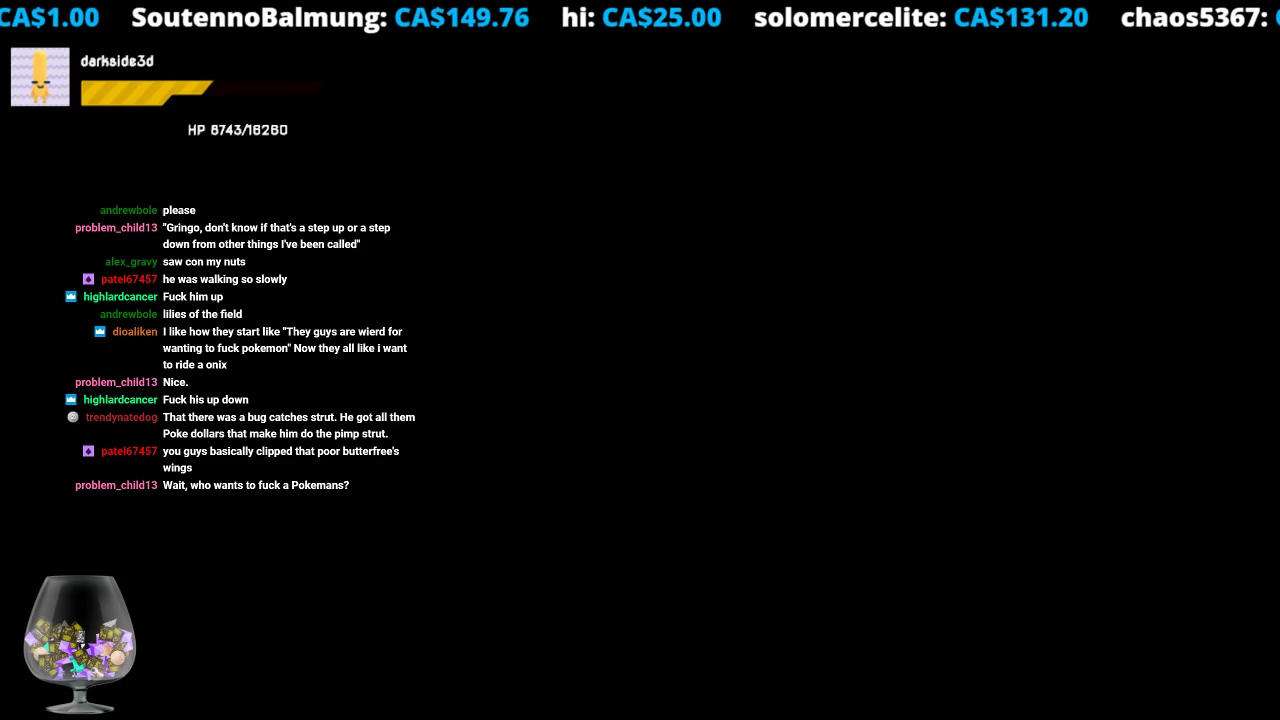 CA$1.00 SoutennoBalmung: CA$149.76 hi: CA$25.00 solomercelite: CA$131.20 chaos5367:
darkside3d
HP 8743/18280
andrewbole please
problem_child13 "Gringo, don't know if that's a step up or a step
down from other things I've been called"
alex_gravy saw con my nuts
patel67457 he was walking so slowly
highlardcancer Fuck him up
andrewbole lilies of the field
dioaliken I like how they start like "They guys are wierd for
wanting to fuck pokemon" Now they all like i want
to ride a onix
problem_child13 Nice.
highlardcancer Fuck his up down
trendynatedog That there was a bug catches strut. He got all them
Poke dollars that make him do the pimp strut.
patel67457 you guys basically clipped that poor butterfree's
wings
problem_child13 Wait, who wants to fuck a Pokemans?